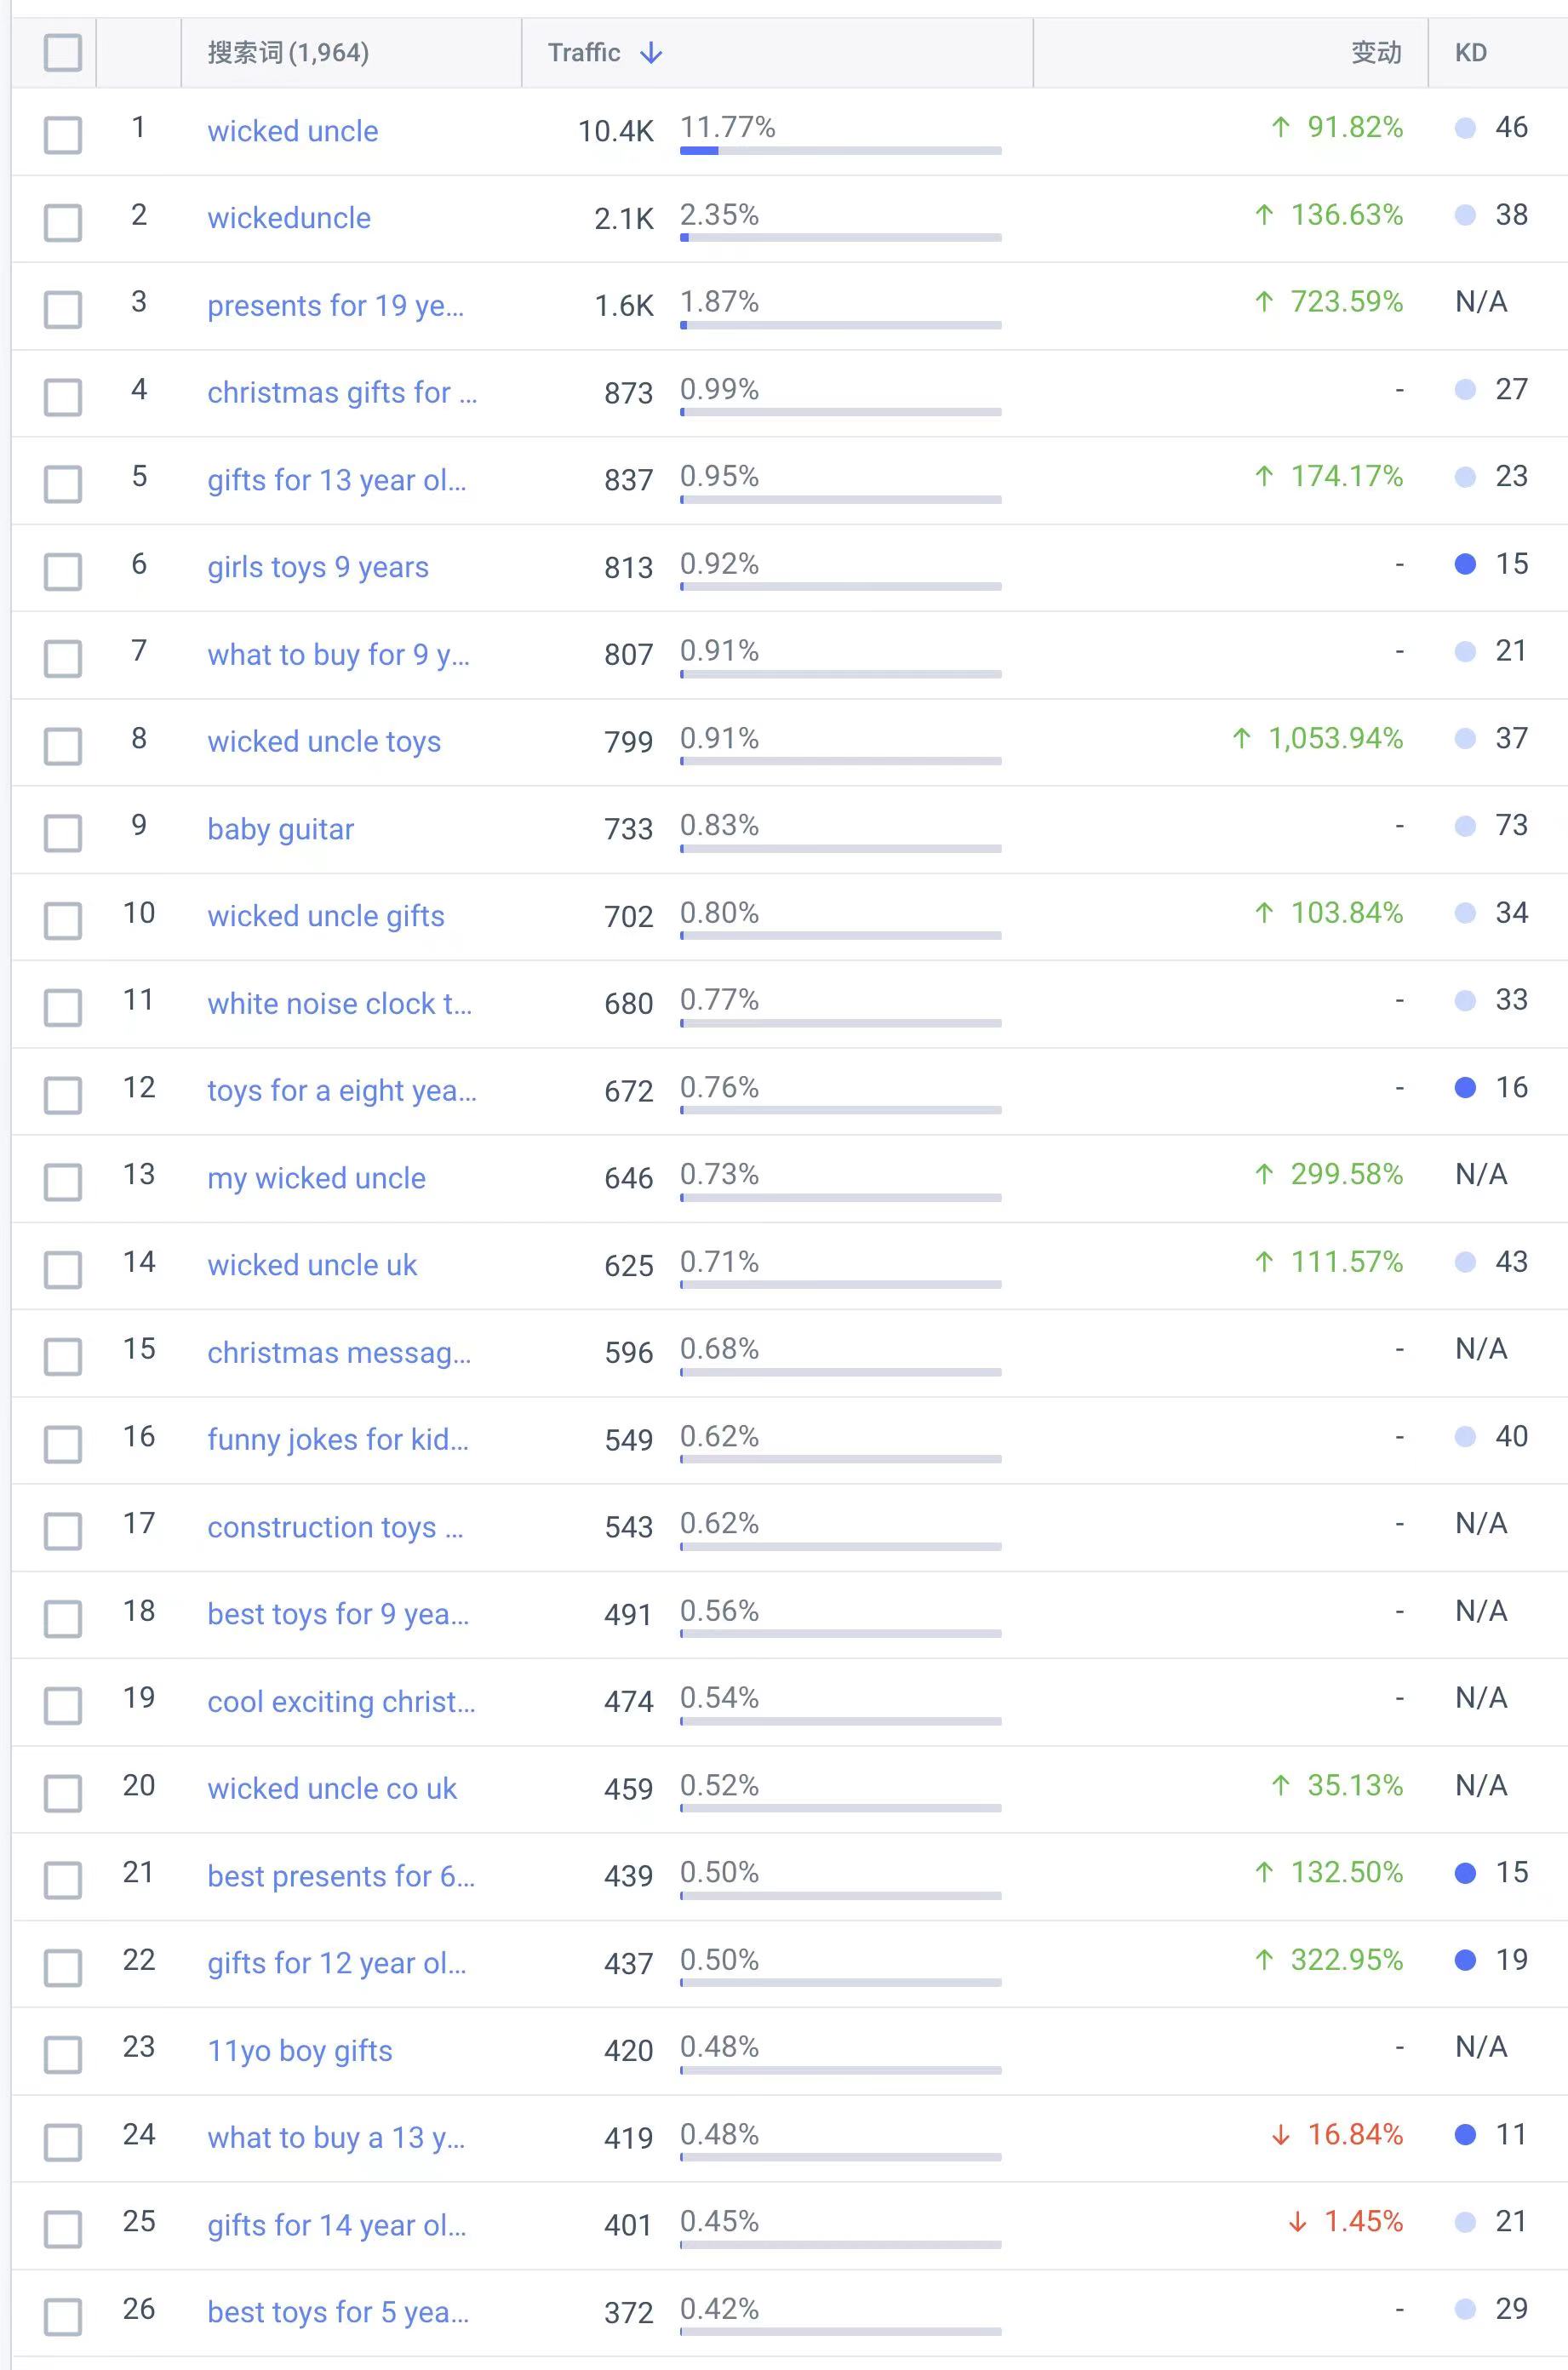 搜索词(1,964) Traffic ↓ 变动 KD
1 wicked uncle 10.4K 11.77% ↑ 91.82% 46
2 wickeduncle 2.1K 2.35% ↑ 136.63% 38
3 presents for 19 ye... 1.6K 1.87% ↑ 723.59% N/A
4 christmas gifts for ... 873 0.99% - 27
5 gifts for 13 year ol... 837 0.95% ↑ 174.17% 23
6 girls toys 9 years 813 0.92% - 15
7 what to buy for 9 y... 807 0.91% - 21
8 wicked uncle toys 799 0.91% ↑ 1,053.94% 37
9 baby guitar 733 0.83% - 73
10 wicked uncle gifts 702 0.80% ↑ 103.84% 34
11 white noise clock t... 680 0.77% - 33
12 toys for a eight yea... 672 0.76% - 16
13 my wicked uncle 646 0.73% ↑ 299.58% N/A
14 wicked uncle uk 625 0.71% ↑ 111.57% 43
15 christmas messag... 596 0.68% - N/A
16 funny jokes for kid... 549 0.62% - 40
17 construction toys ... 543 0.62% - N/A
18 best toys for 9 yea... 491 0.56% - N/A
19 cool exciting christ... 474 0.54% - N/A
20 wicked uncle co uk 459 0.52% ↑ 35.13% N/A
21 best presents for 6... 439 0.50% ↑ 132.50% 15
22 gifts for 12 year ol... 437 0.50% ↑ 322.95% 19
23 11yo boy gifts 420 0.48% - N/A
24 what to buy a 13 y... 419 0.48% ↓ 16.84% 11
25 gifts for 14 year ol... 401 0.45% ↓ 1.45% 21
26 best toys for 5 yea... 372 0.42% - 29